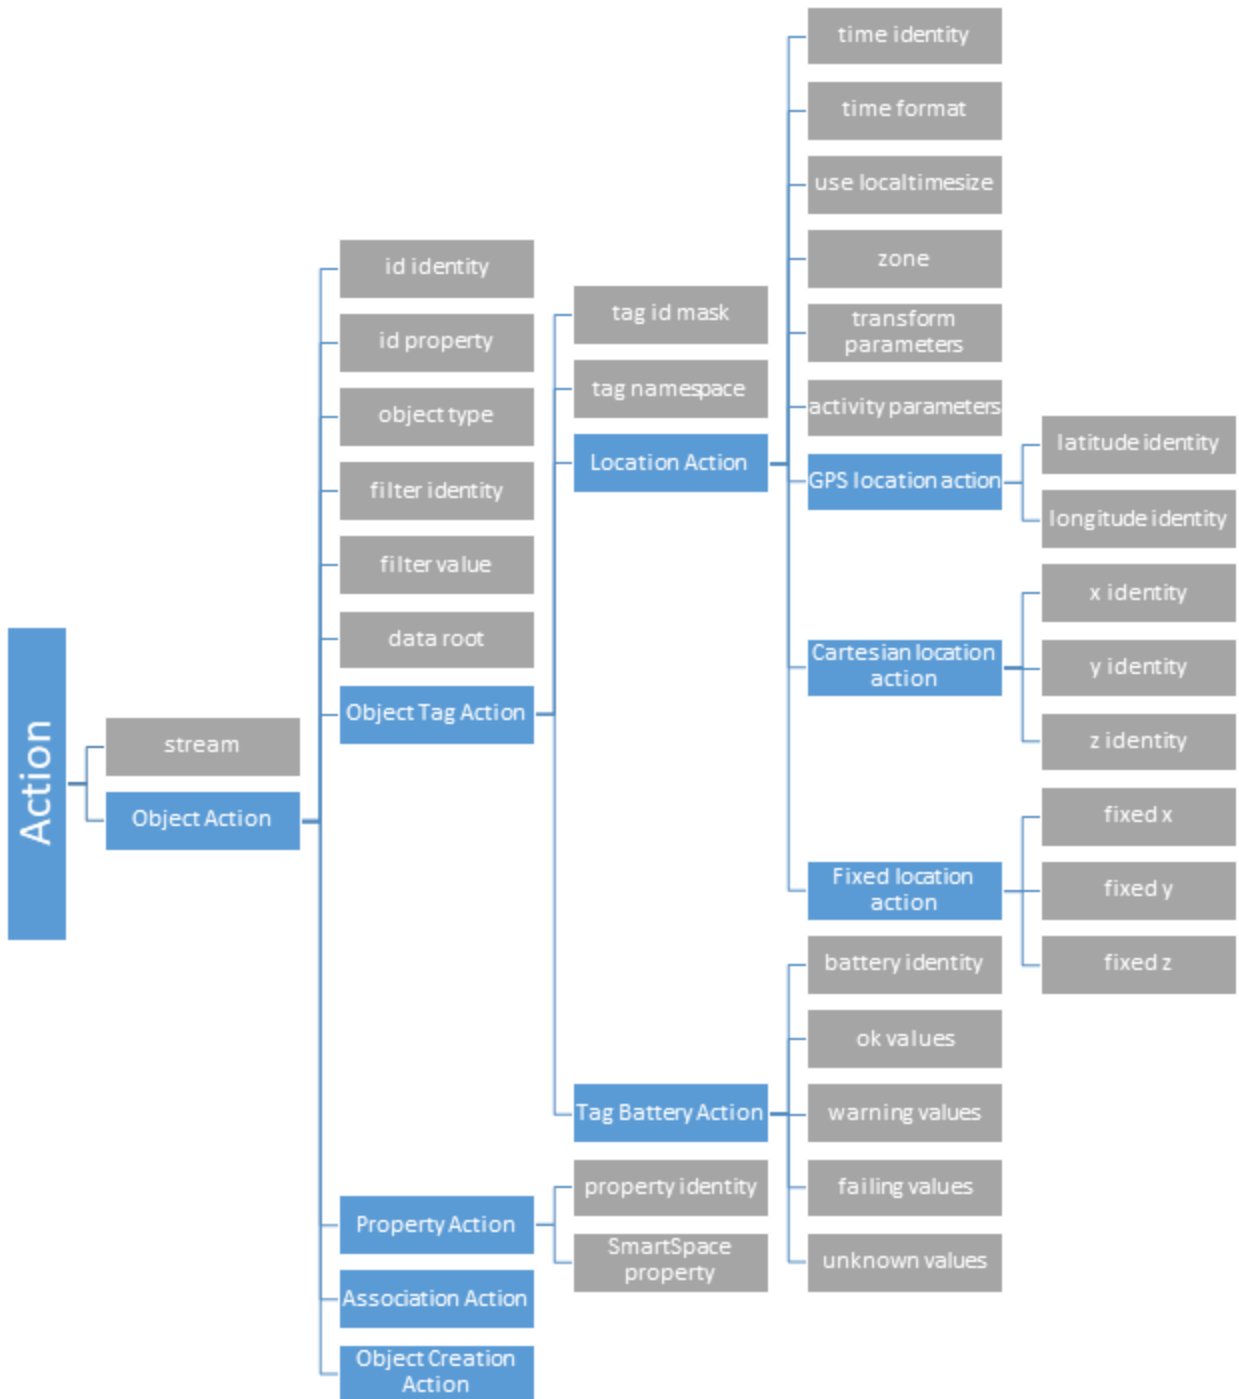 Action
stream
Object Action
id identity
id property
object type
filter identity
filter value
data root
Object Tag Action
tag id mask
tag namespace
Location Action
time identity
time format
use localtimesize
zone
transform
parameters
activity parameters
GPS location action
latitude identity
longitude identity
Cartesian location
action
x identity
y identity
z identity
Fixed location
action
fixed x
fixed y
fixed z
Tag Battery Action
battery identity
ok values
warning values
failing values
unknown values
Property Action
property identity
SmartSpace
property
Association Action
Object Creation
Action